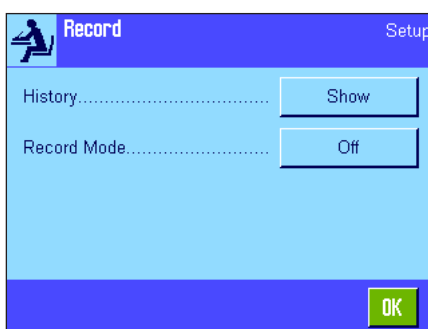 Record Setup
History.................................... Show
Record Mode........................... Off
OK